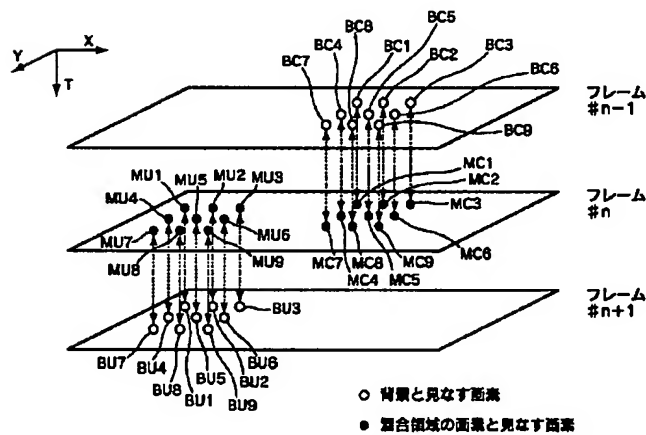 BC8
BC5
BC1
BC4
BC2
BC3
BC7
BC6
BC9
X
Y
T
フレーム
#n-1
MU1
MU5
MU2
MU3
MU4
MU7
MU6
MU8
MU9
MC1
MC2
MC3
MC6
MC7
MC8
MC9
MC4
MC5
フレーム
#n
フレーム
#n+1
BU3
BU7
BU4
BU6
BU8
BU5
BU2
BU1
BU9
○ 背景と見なす画素
● 混合領域の画素と見なす画素